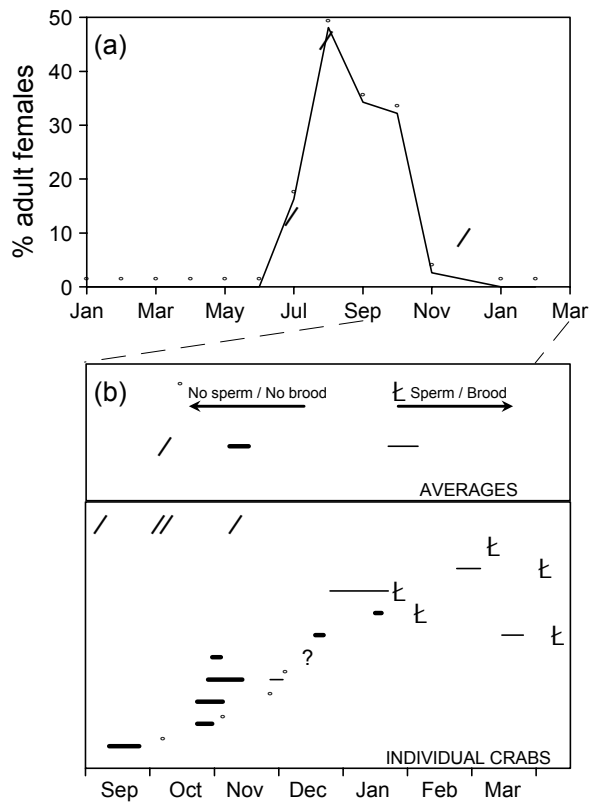 50
(a)
40
30
20
10
0
% adult females
Jan Mar May Jul Sep Nov Jan Mar
(b)
No sperm / No brood
Ł Sperm / Brood
AVERAGES
Ł
Ł
Ł
Ł
Ł
?
INDIVIDUAL CRABS
Sep Oct Nov Dec Jan Feb Mar